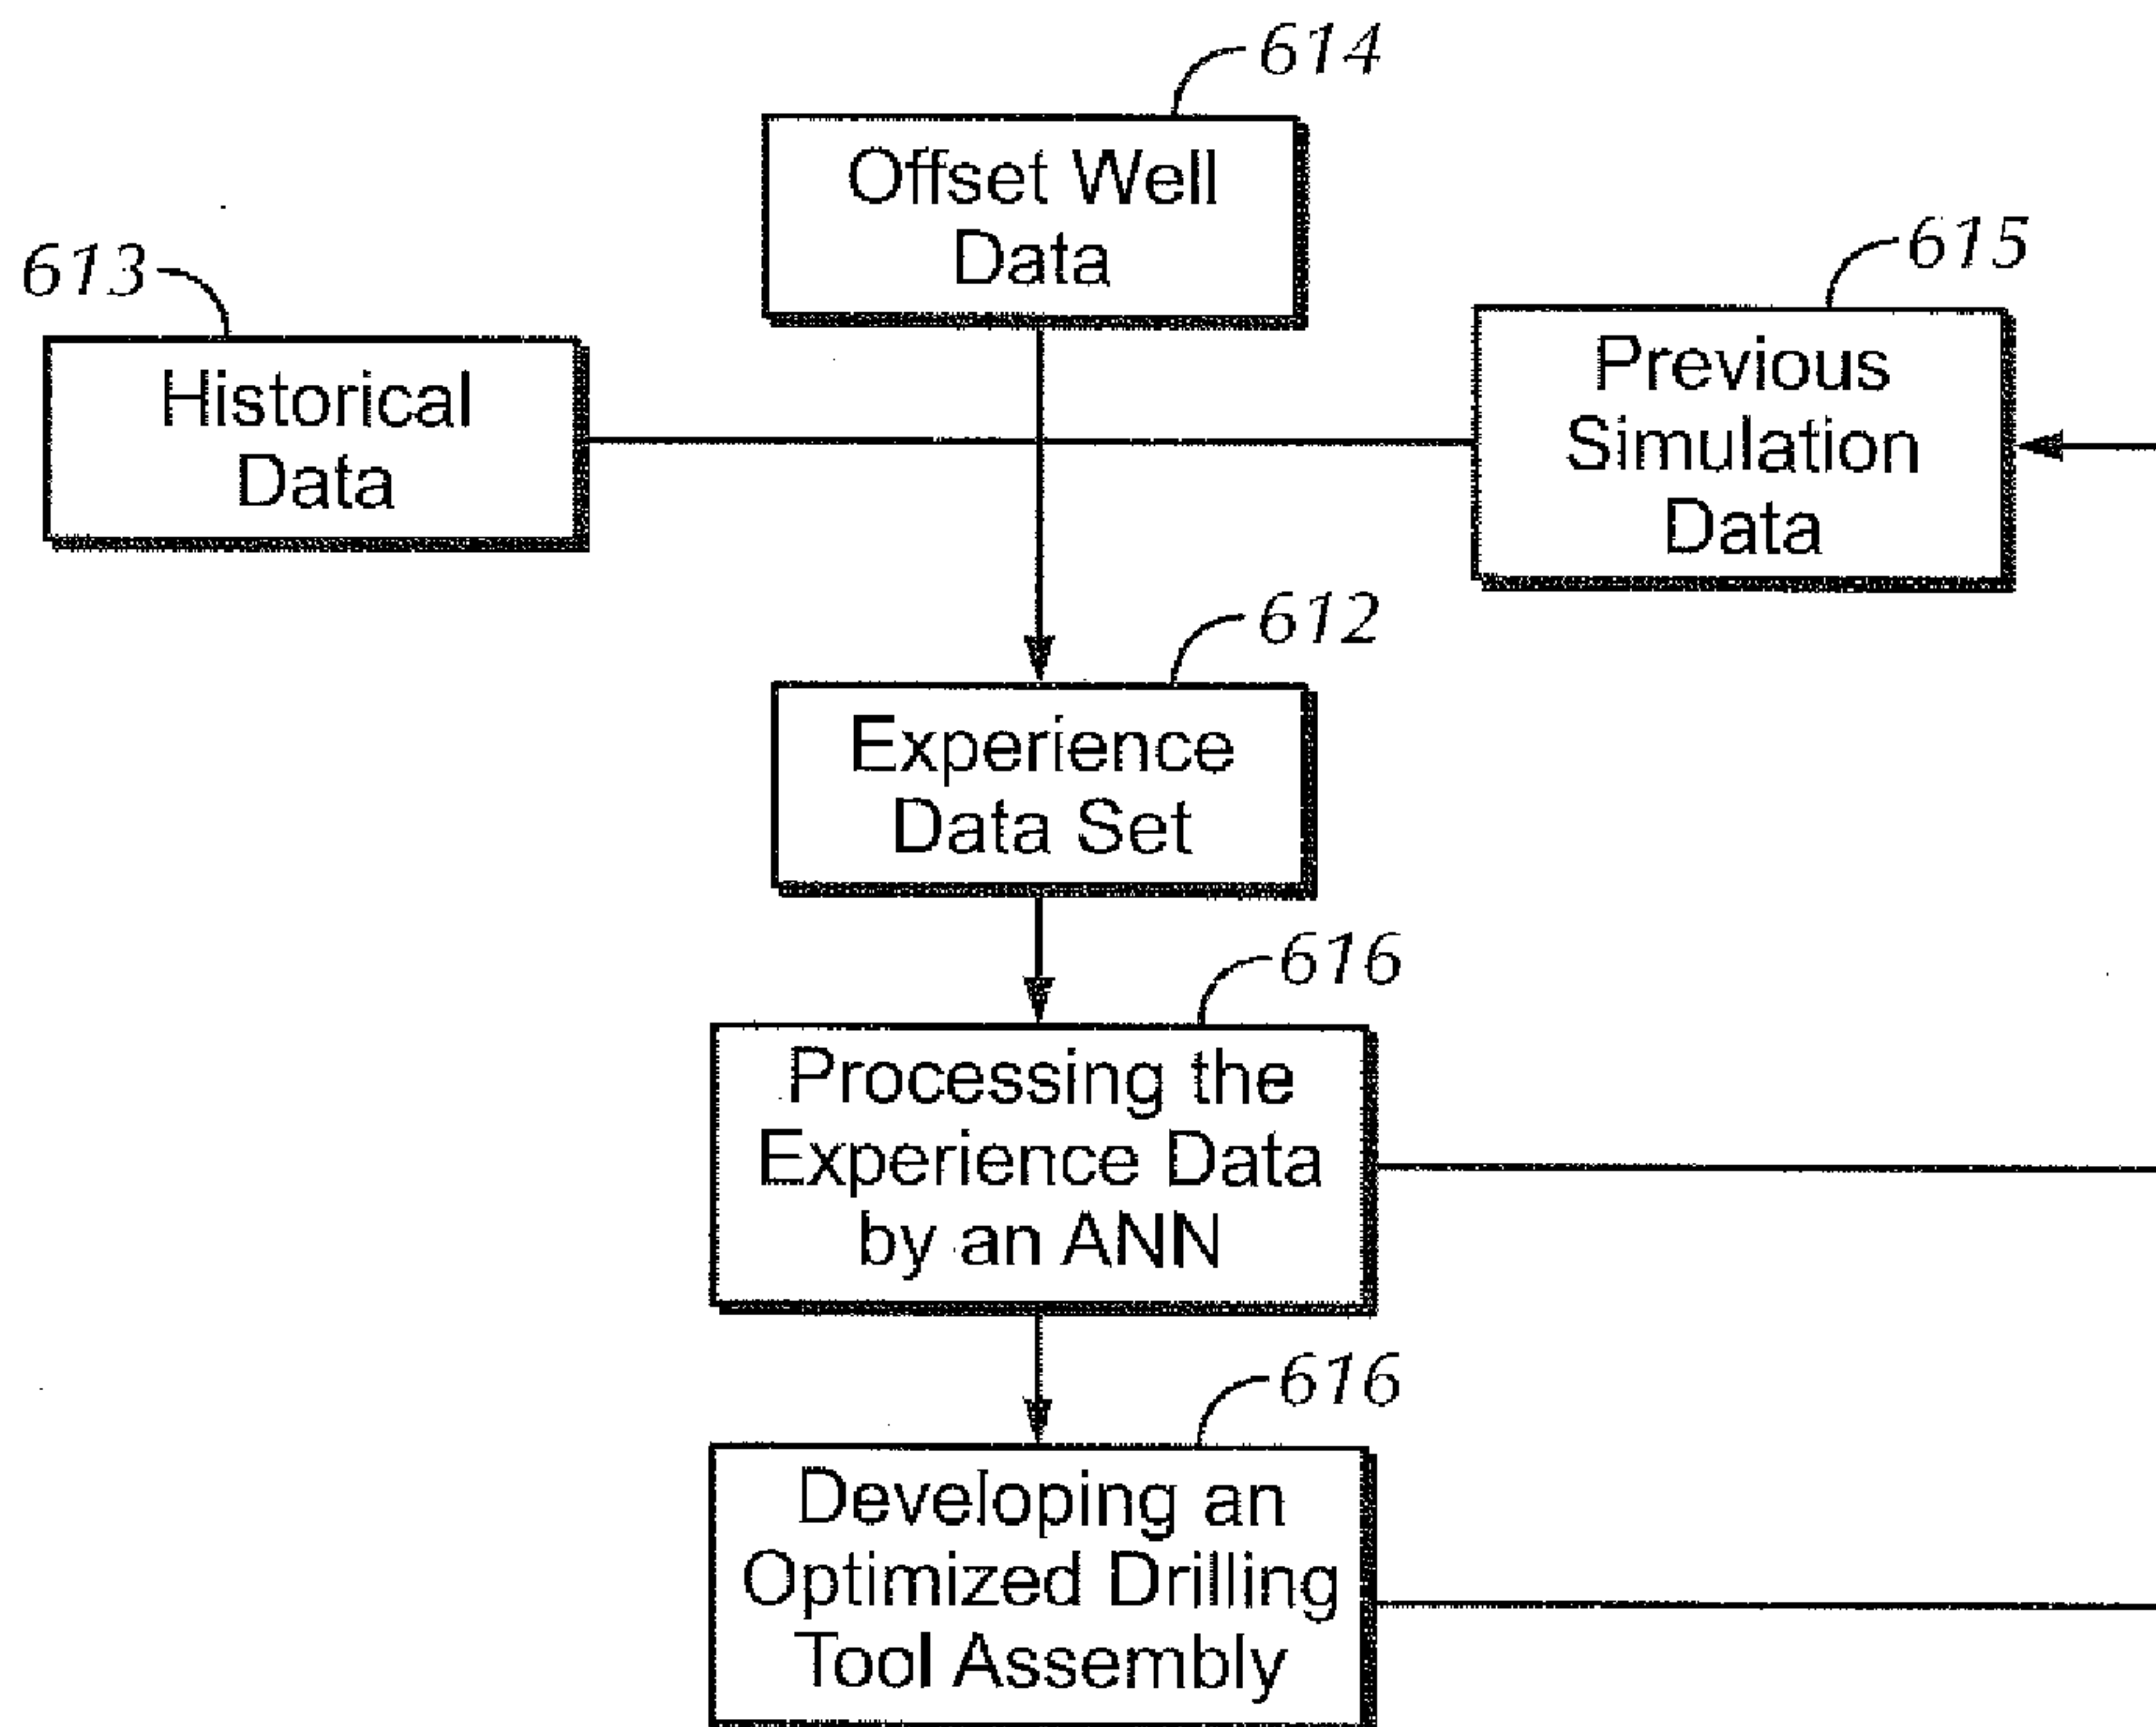 614
Offset Well
Data
613
Historical
Data
615
Previous
Simulation
Data
612
Experience
Data Set
616
Processing the
Experience Data
by an ANN
616
Developing an
Optimized Drilling
Tool Assembly